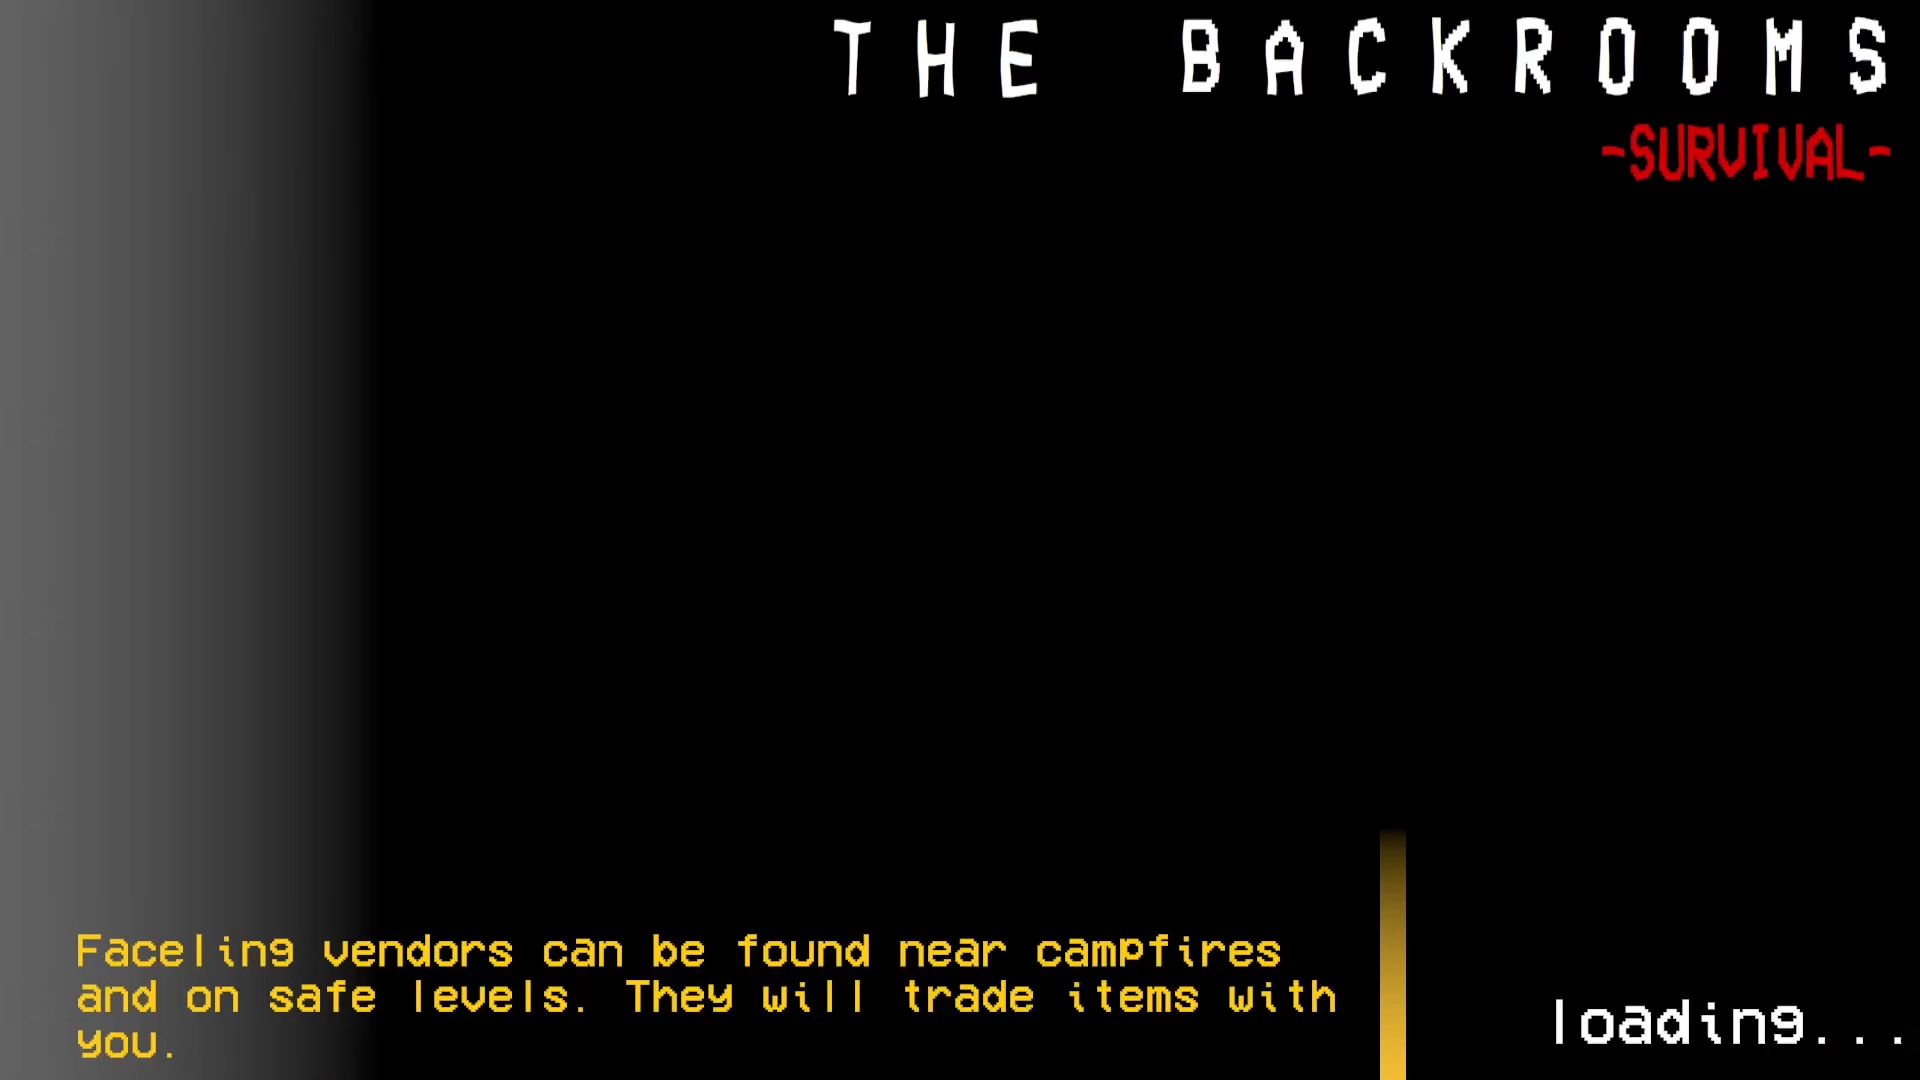 THE BACKROOMS
-SURVIVAL-
Faceling vendors can be found near campfires
and on safe levels. They will trade items with
you.
loading...